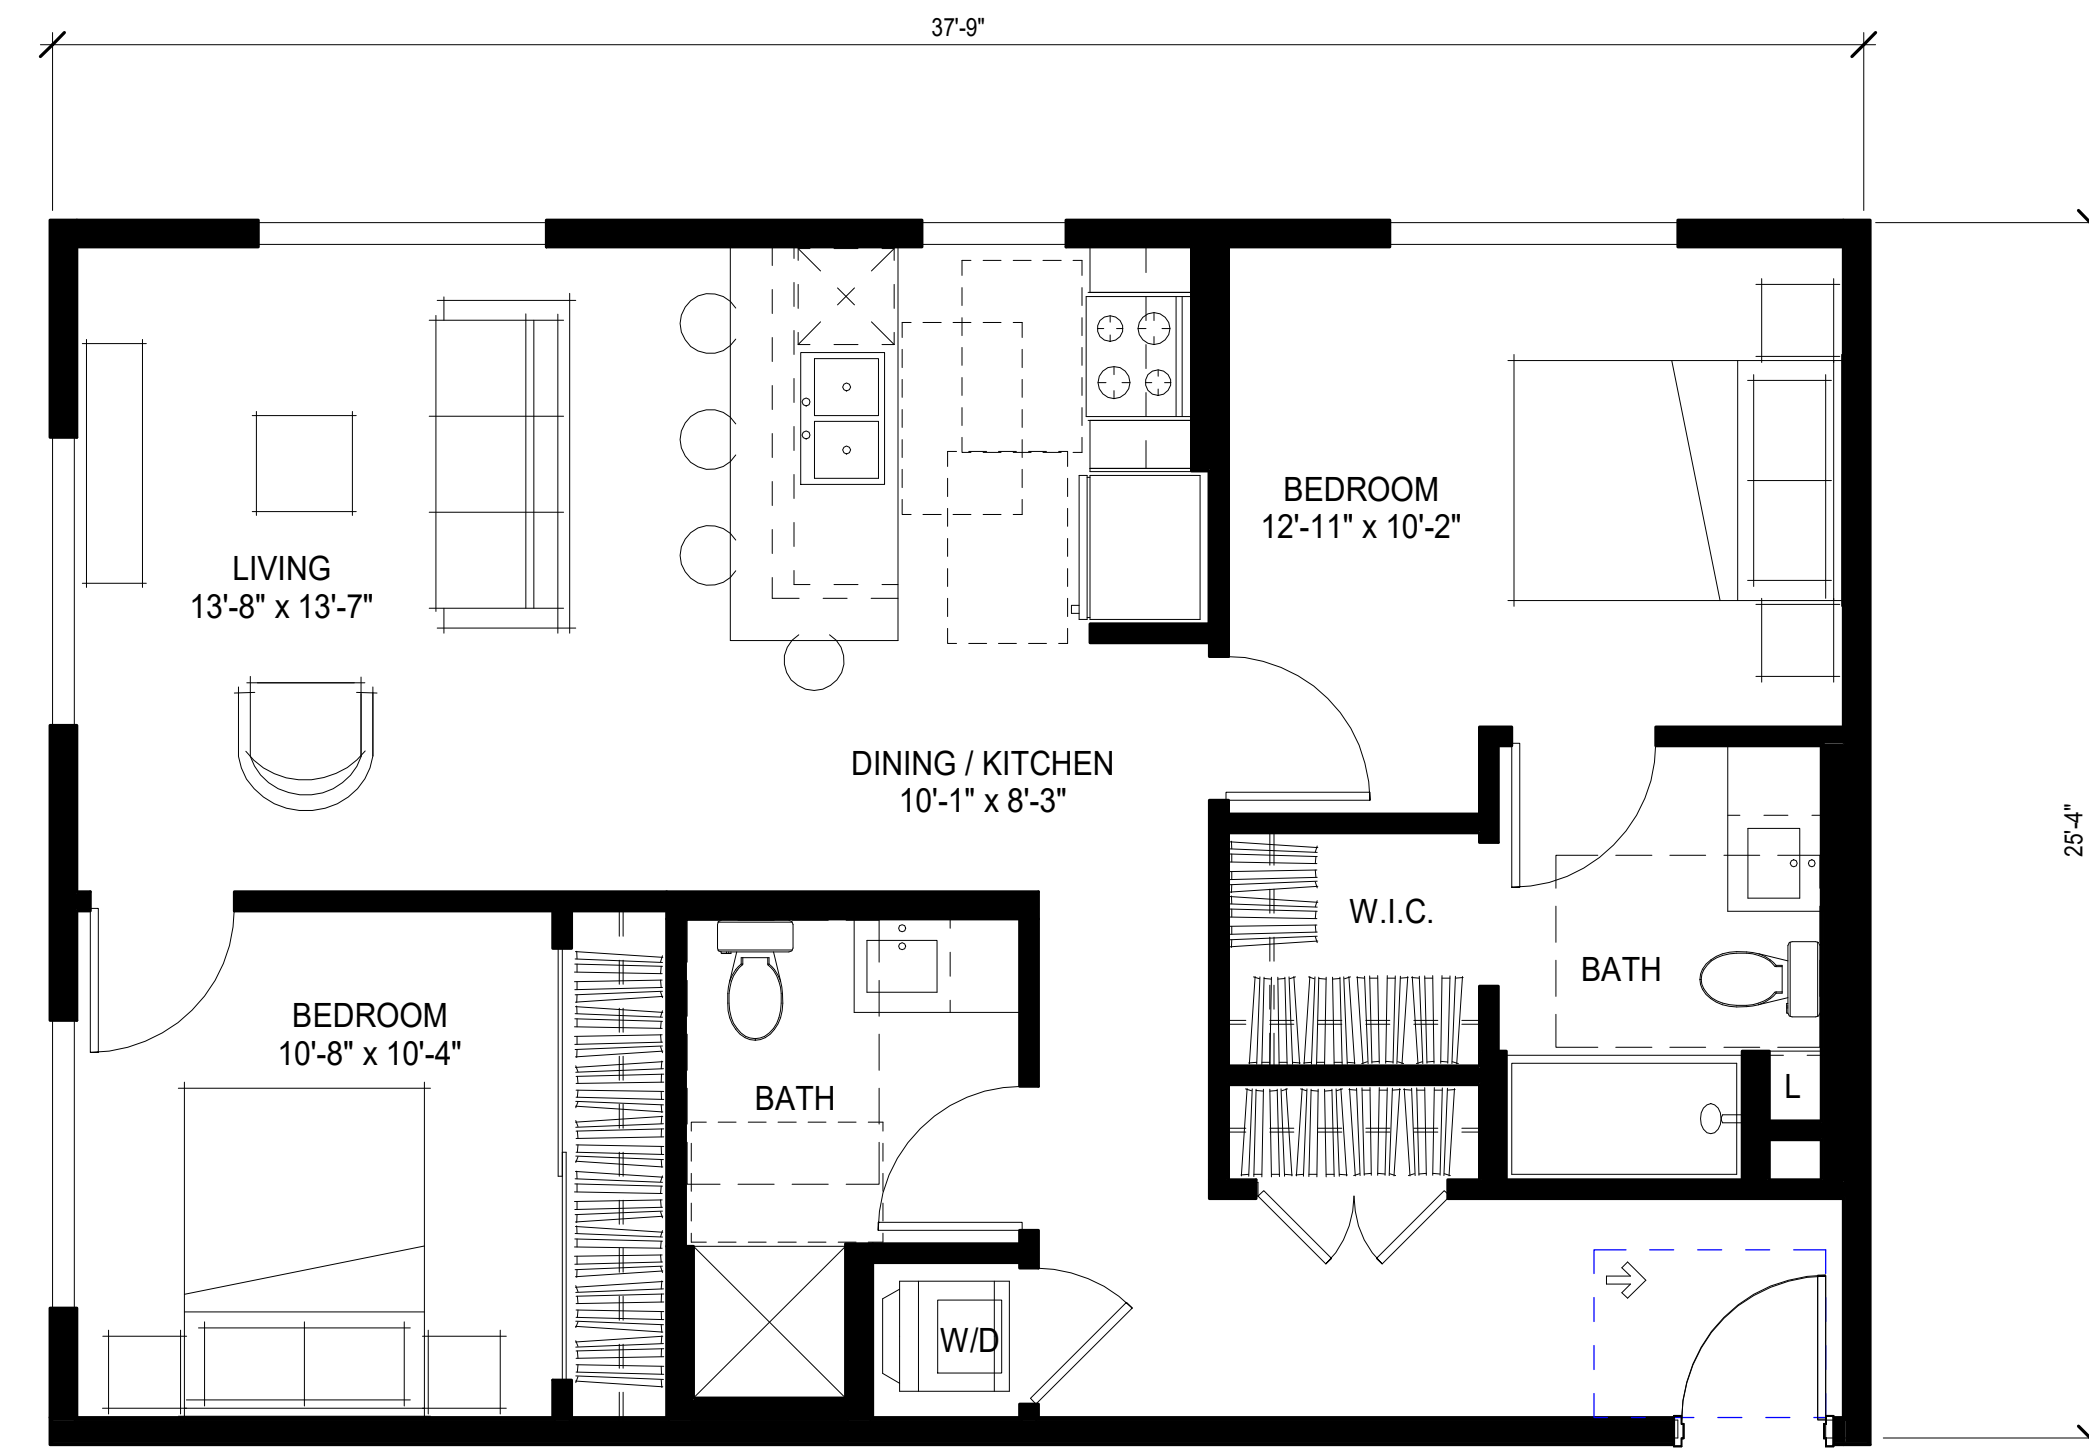 37'-9"
25'-4"
LIVING
13'-8" x 13'-7"
BEDROOM
12'-11" x 10'-2"
DINING / KITCHEN
10'-1" x 8'-3"
W.I.C.
BATH
BEDROOM
10'-8" x 10'-4"
BATH
L
W/D